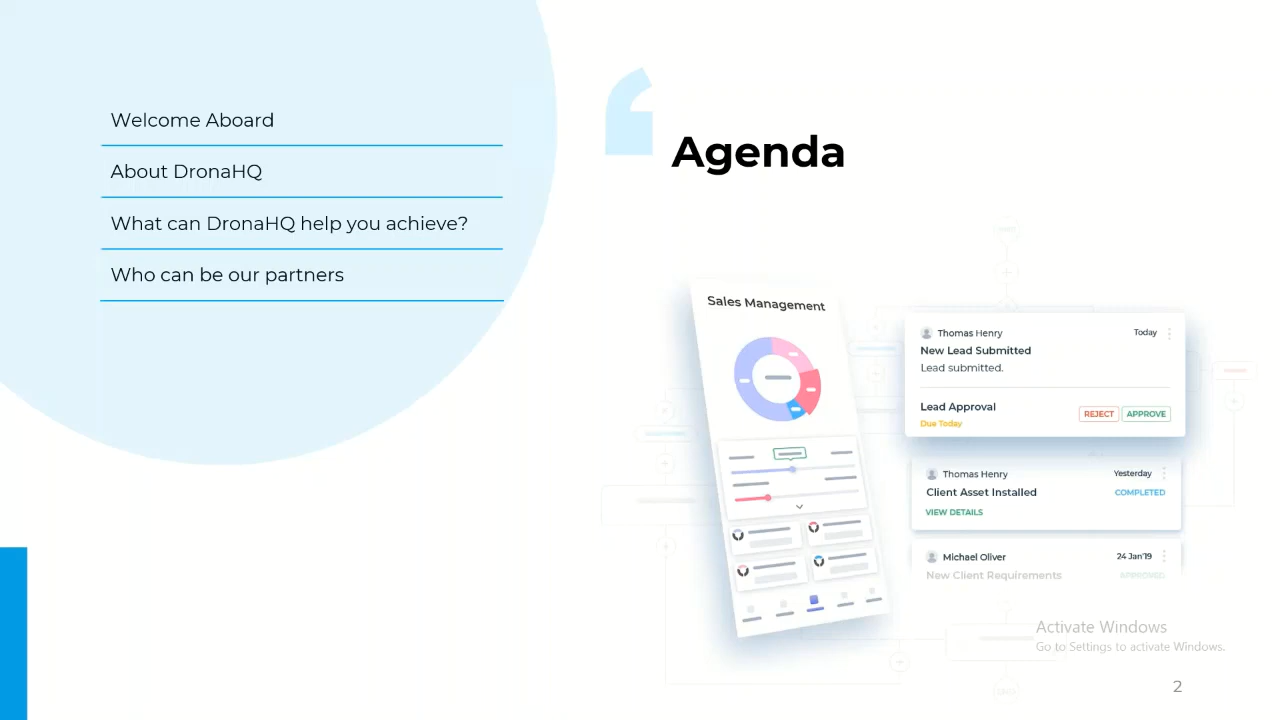 Welcome Aboard
About DronaHQ
What can DronaHQ help you achieve?
Who can be our partners
Agenda
Sales Management
Thomas Henry Today
New Lead Submitted
Lead submitted.
Lead Approval
REJECT APPROVE
Due Today
Thomas Henry Yesterday
Client Asset Installed COMPLETED
VIEW DETAILS
Michael Oliver 24 Jan'19
New Client Requirements APPROVED
Activate Windows
Go to Settings to activate Windows.
2